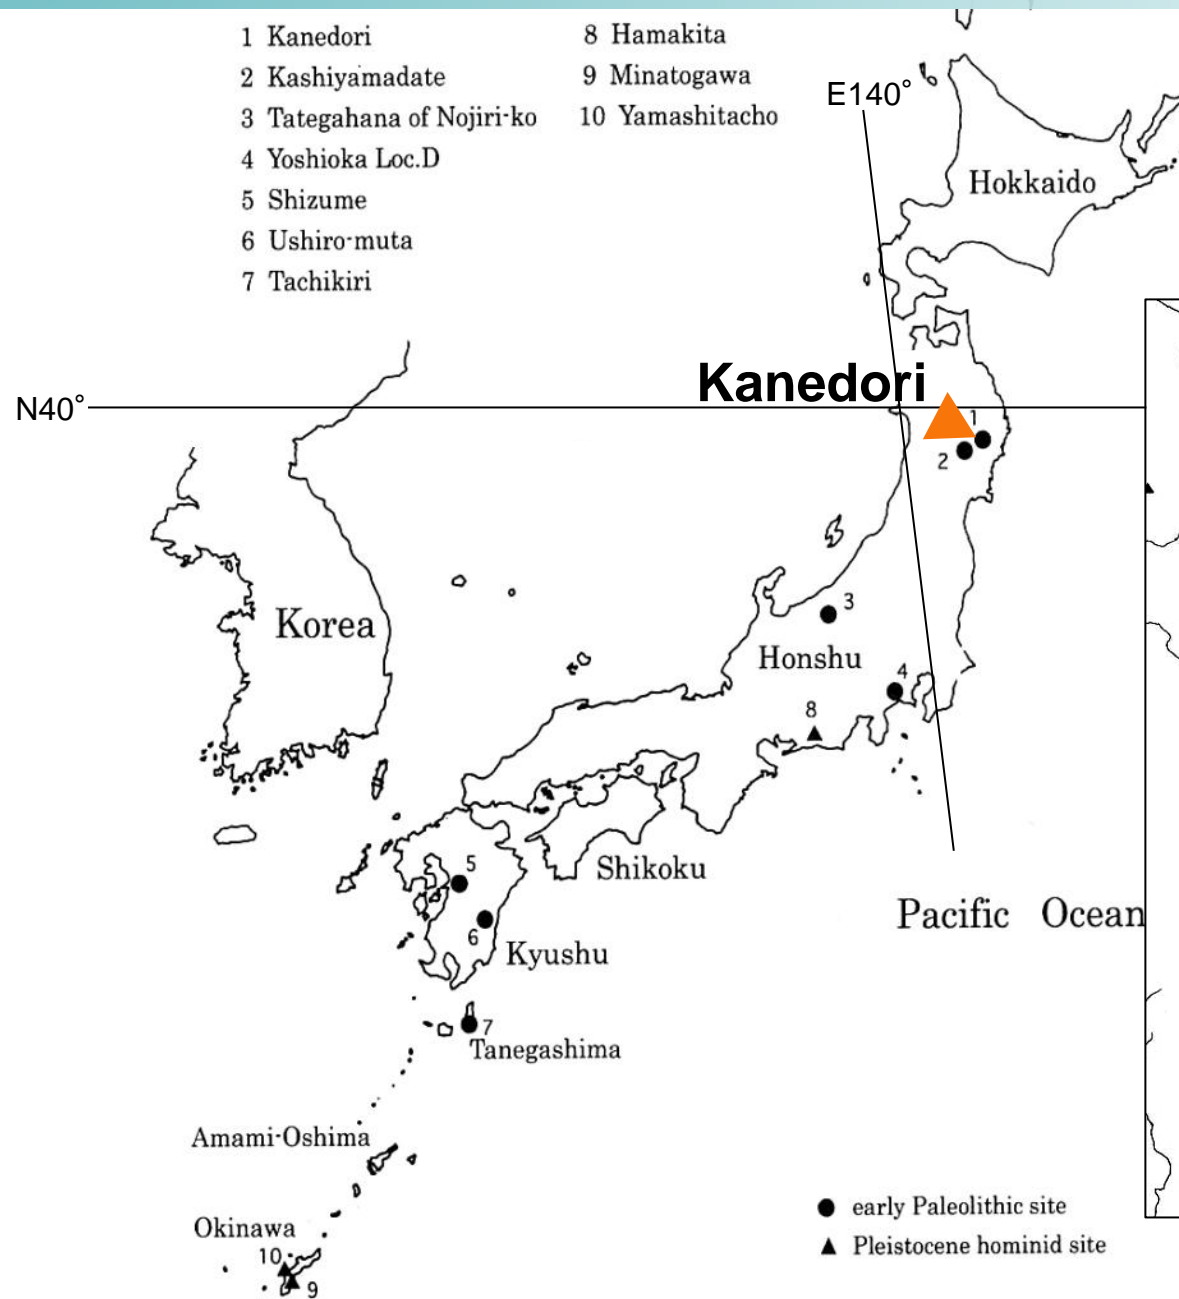 1 Kanedori
2 Kashiyamadate
3 Tategahana of Nojiri-ko
4 Yoshioka Loc.D
5 Shizume
6 Ushiro-muta
7 Tachikiri
8 Hamakita
9 Minatogawa
10 Yamashitacho
E140°
Hokkaido
Kanedori
N40°
1
2
3
Korea
Honshu
4
8
Shikoku
5
Pacific Ocean
6
Kyushu
7
Tanegashima
Amami-Oshima
early Paleolithic site
Okinawa
Pleistocene hominid site
10
9